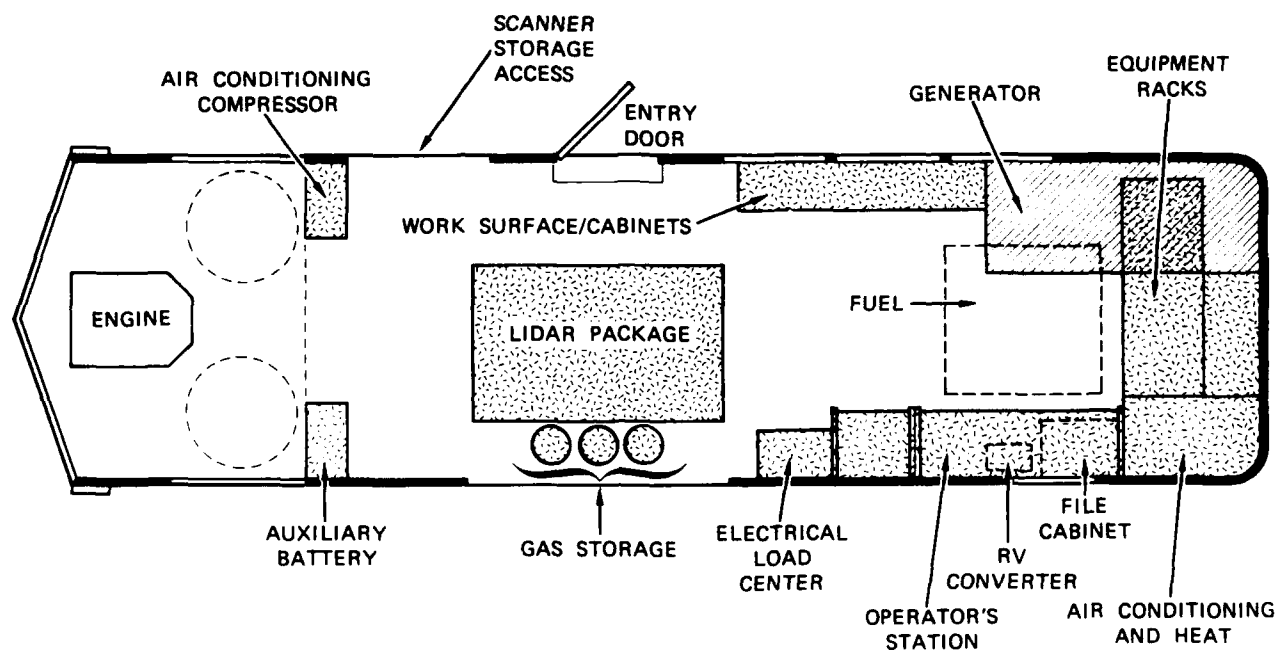 SCANNER
STORAGE
ACCESS
AIR CONDITIONING
COMPRESSOR
ENTRY
DOOR
GENERATOR
EQUIPMENT
RACKS
WORK SURFACE/CABINETS
ENGINE
LIDAR PACKAGE
FUEL
AUXILIARY
BATTERY
GAS STORAGE
ELECTRICAL
LOAD
CENTER
OPERATOR'S
STATION
RV
CONVERTER
FILE
CABINET
AIR CONDITIONING
AND HEAT